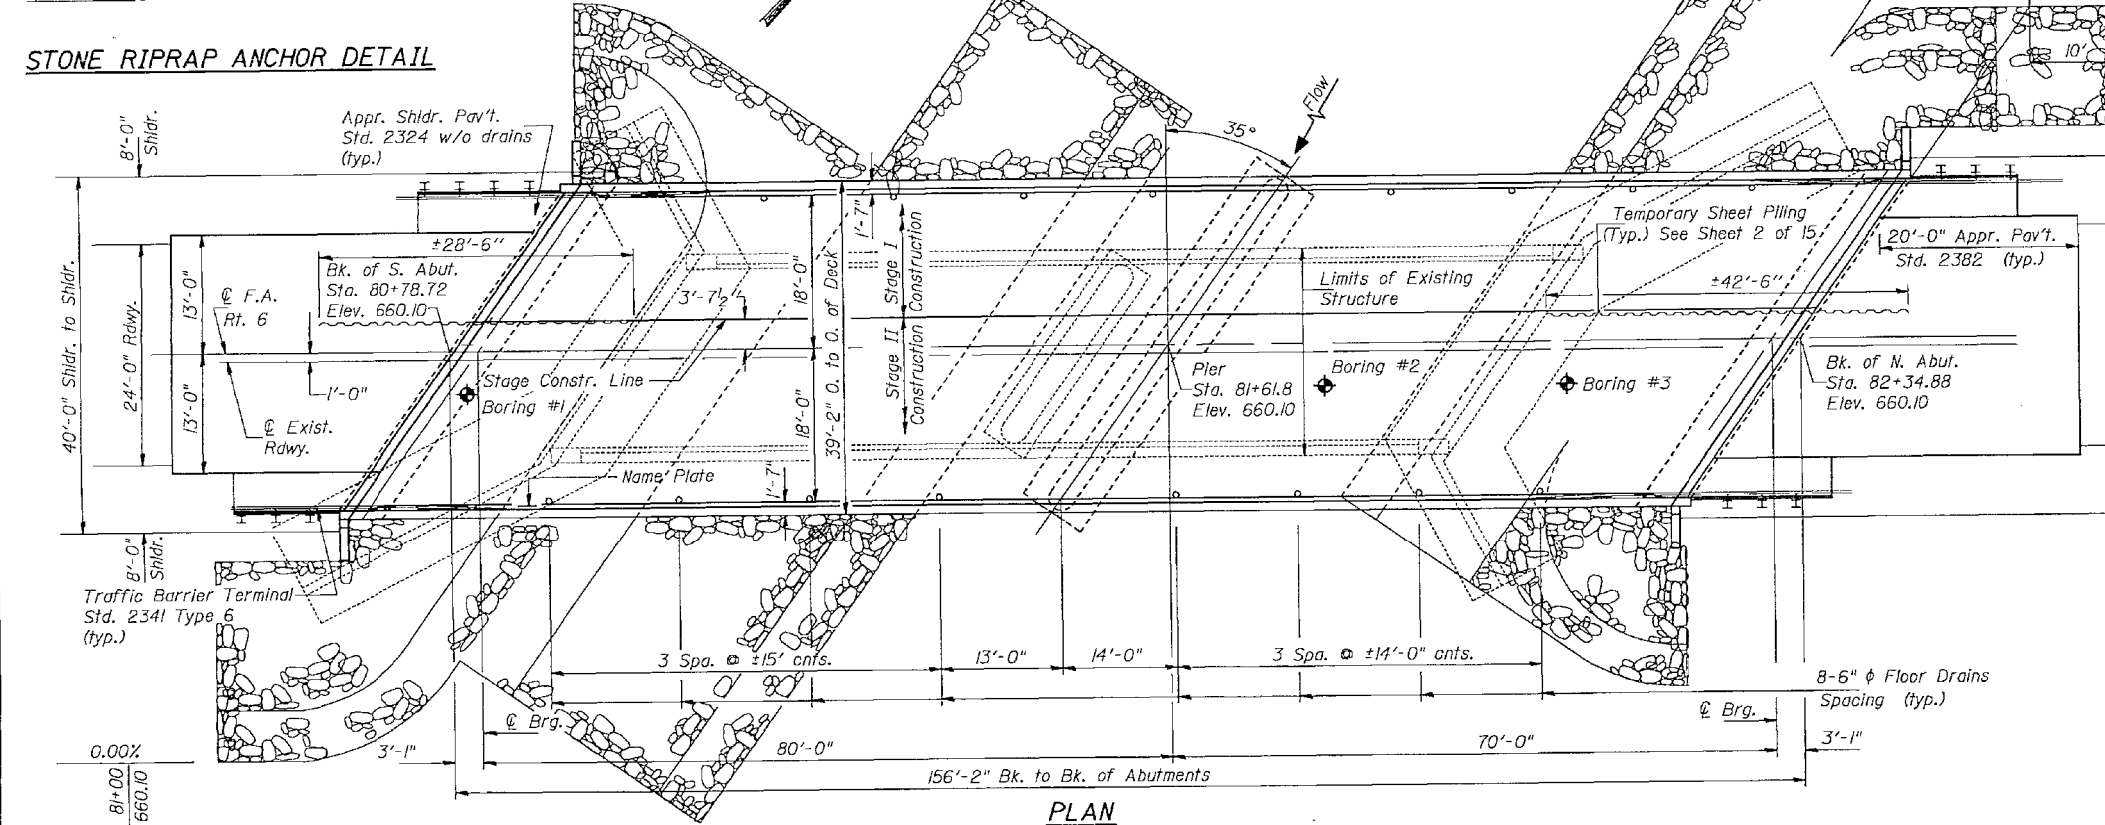 STONE RIPRAP ANCHOR DETAIL
Appr. Shldr. Pav't.
Std. 2324 w/o drains
(typ.)
8'-0"
Shldr.
35°
Flow
10'
±28'-6"
Bk. of S. Abut.
Sta. 80+78.72
Elev. 660.10
℄ F.A.
Rt. 6
13'-0"
24'-0" Rdwy.
40'-0" Shldr. to Shldr.
13'-0"
1'-0"
℄ Exist.
Rdwy.
3'-7½"
18'-0"
18'-0"
39'-2" O. to O. of Deck
1'-7"
1'-7"
Stage I
Construction
Stage II
Construction
Stage Constr. Line
Boring #1
Name Plate
Limits of Existing
Structure
Temporary Sheet Piling
(Typ.) See Sheet 2 of 15
20'-0" Appr. Pav't.
Std. 2382 (typ.)
±42'-6"
Pier
Sta. 81+61.8
Elev. 660.10
Boring #2
Boring #3
Bk. of N. Abut.
Sta. 82+34.88
Elev. 660.10
8'-0"
Shldr.
Traffic Barrier Terminal
Std. 2341 Type 6
(typ.)
3 Spa. @ ±15' cnts.
13'-0"
14'-0"
3 Spa. @ ±14'-0" cnts.
8-6" ϕ Floor Drains
Spacing (typ.)
℄ Brg.
℄ Brg.
3'-1"
80'-0"
70'-0"
3'-1"
156'-2" Bk. to Bk. of Abutments
0.00%
81+00
660.10
PLAN